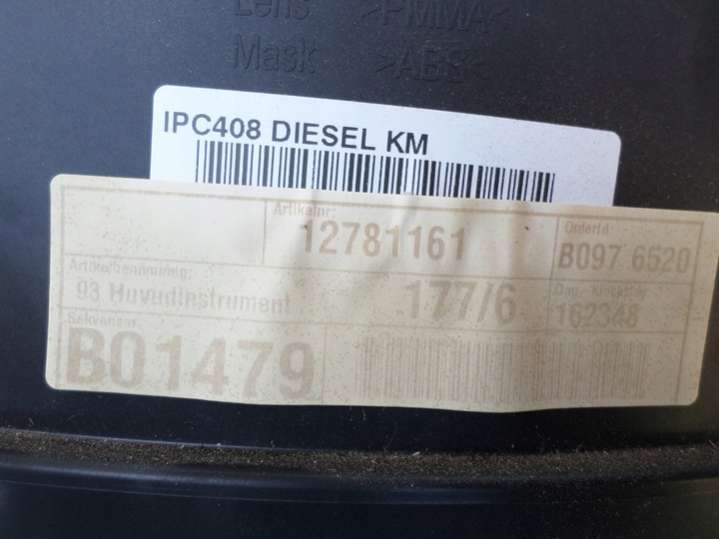 Lens >PMMA<
Mask >ABS<
IPC408 DIESEL KM
Artikelnr: OrderId:
12781161 B097 6520
Artikelbenämning:
93 Huvudinstrument 177/6 162348
Sekvensnr:
B01479